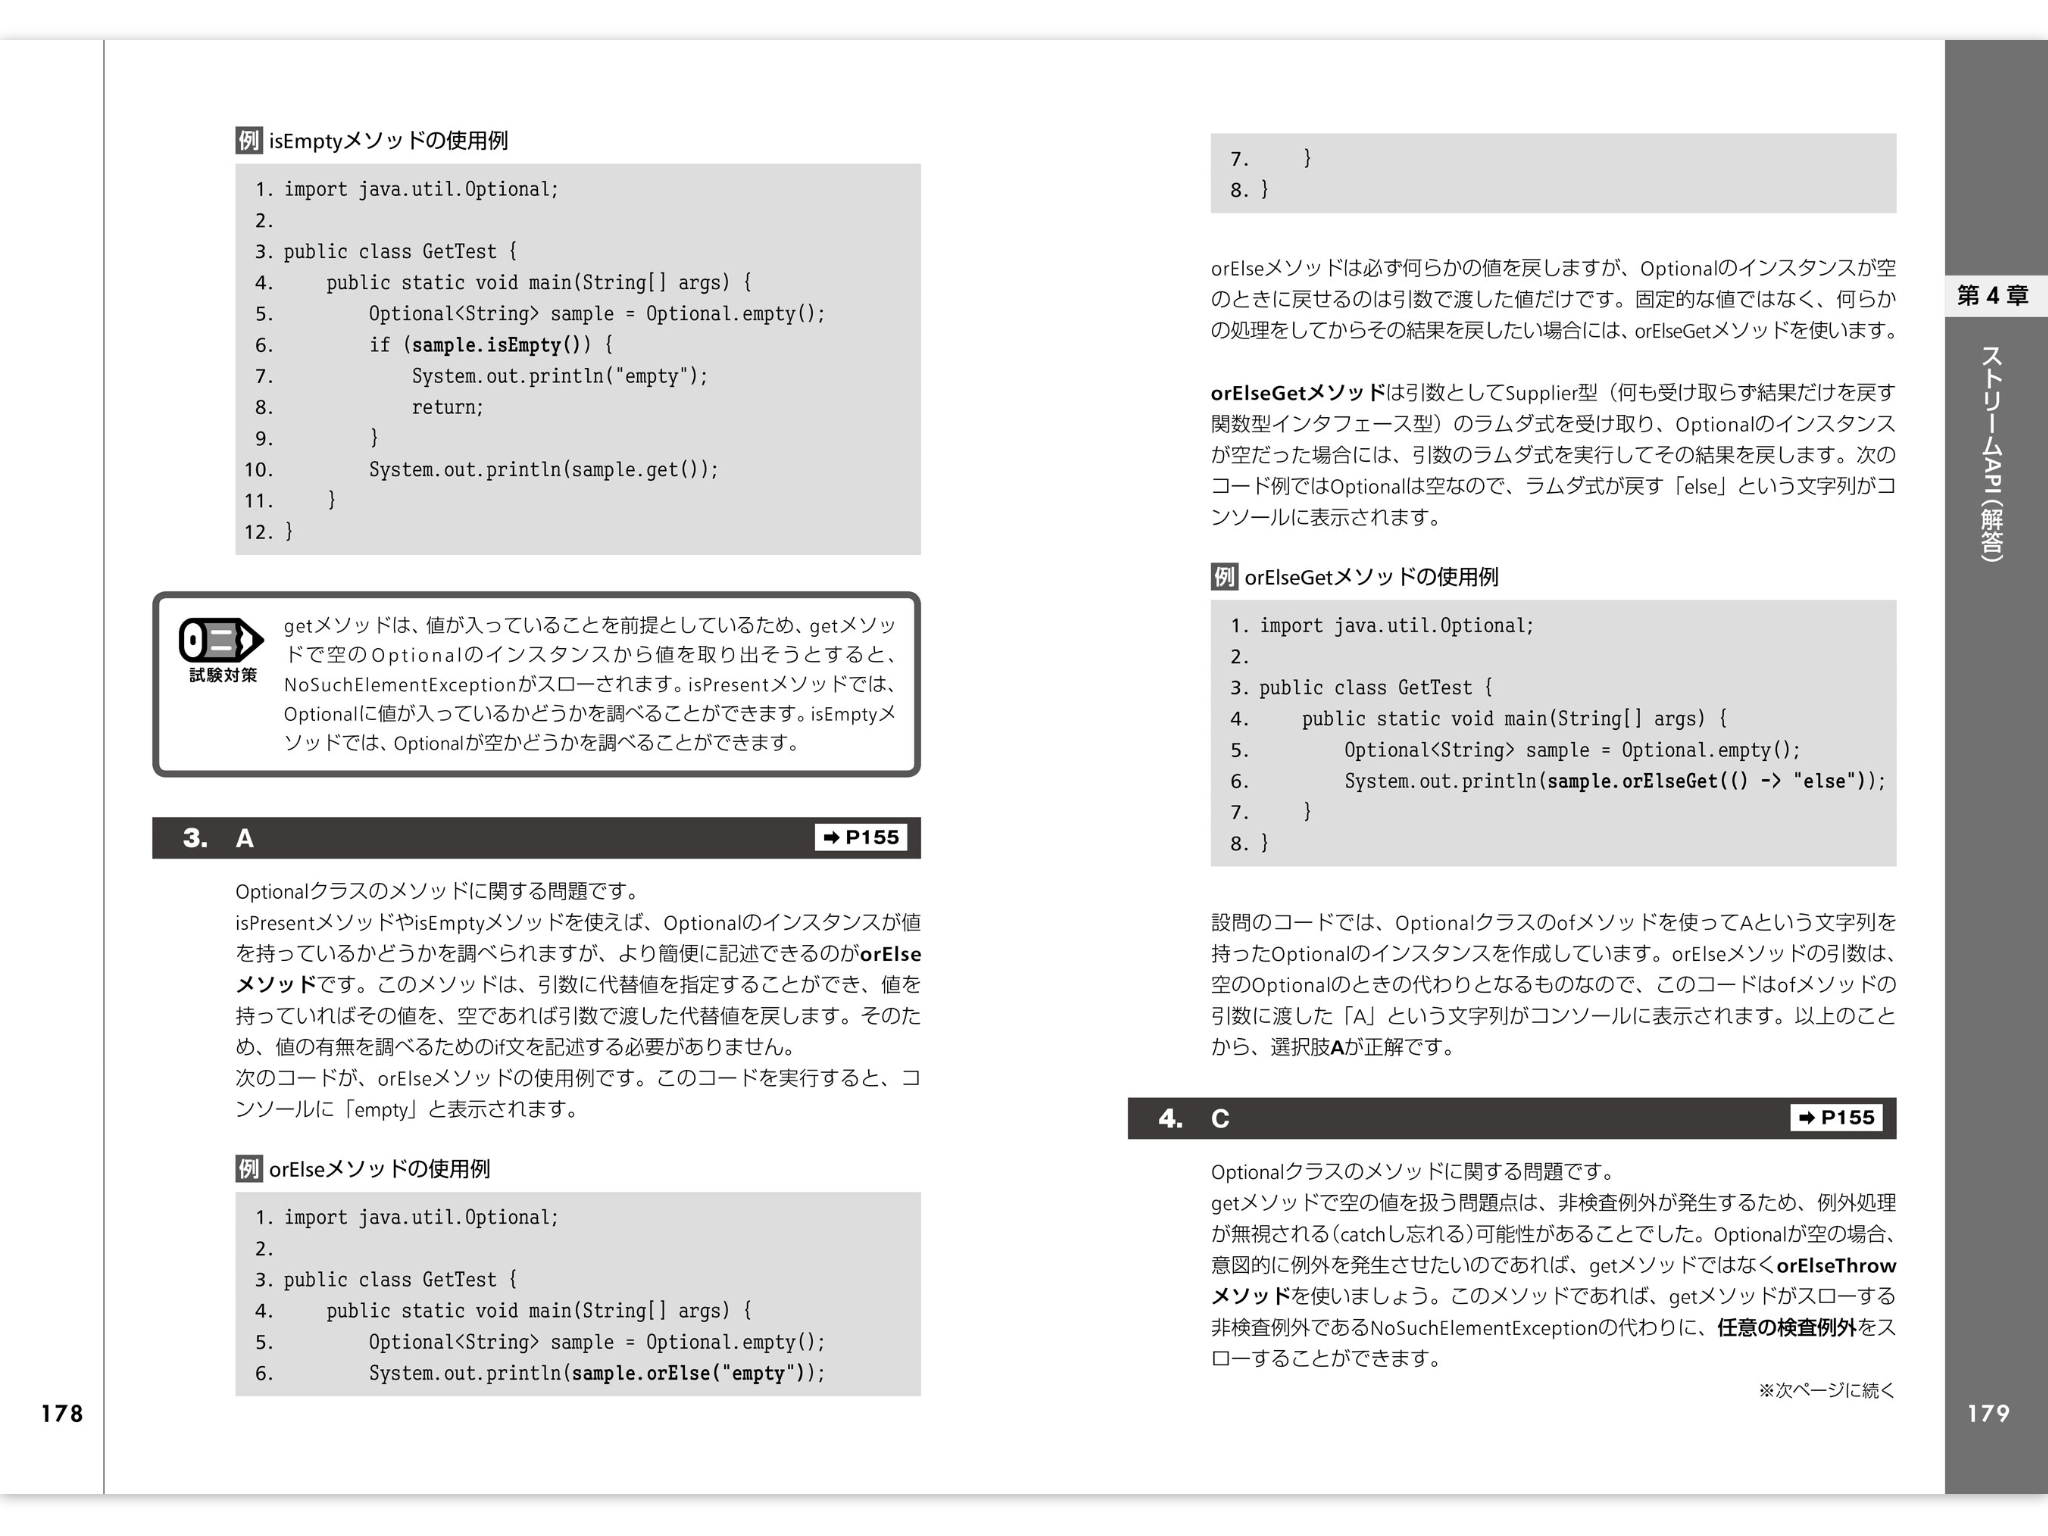 例 isEmptyメソッドの使用例
1. import java.util.Optional;
2.
3. public class GetTest {
4.     public static void main(String[] args) {
5.         Optional<String> sample = Optional.empty();
6.         if (sample.isEmpty()) {
7.             System.out.println("empty");
8.             return;
9.         }
10.         System.out.println(sample.get());
11.     }
12. }
試験対策
getメソッドは、値が入っていることを前提としているため、getメソッ
ドで空のOptionalのインスタンスから値を取り出そうとすると、
NoSuchElementExceptionがスローされます。isPresentメソッドでは、
Optionalに値が入っているかどうかを調べることができます。isEmptyメ
ソッドでは、Optionalが空かどうかを調べることができます。
3. A ➡ P155
Optionalクラスのメソッドに関する問題です。
isPresentメソッドやisEmptyメソッドを使えば、Optionalのインスタンスが値
を持っているかどうかを調べられますが、より簡便に記述できるのがorElse
メソッドです。このメソッドは、引数に代替値を指定することができ、値を
持っていればその値を、空であれば引数で渡した代替値を戻します。そのた
め、値の有無を調べるためのif文を記述する必要がありません。
次のコードが、orElseメソッドの使用例です。このコードを実行すると、コ
ンソールに「empty」と表示されます。
例 orElseメソッドの使用例
1. import java.util.Optional;
2.
3. public class GetTest {
4.     public static void main(String[] args) {
5.         Optional<String> sample = Optional.empty();
6.         System.out.println(sample.orElse("empty"));
178
7.     }
8. }
orElseメソッドは必ず何らかの値を戻しますが、Optionalのインスタンスが空
のときに戻せるのは引数で渡した値だけです。固定的な値ではなく、何らか
の処理をしてからその結果を戻したい場合には、orElseGetメソッドを使います。
orElseGetメソッドは引数としてSupplier型（何も受け取らず結果だけを戻す
関数型インタフェース型）のラムダ式を受け取り、Optionalのインスタンス
が空だった場合には、引数のラムダ式を実行してその結果を戻します。次の
コード例ではOptionalは空なので、ラムダ式が戻す「else」という文字列がコ
ンソールに表示されます。
例 orElseGetメソッドの使用例
1. import java.util.Optional;
2.
3. public class GetTest {
4.     public static void main(String[] args) {
5.         Optional<String> sample = Optional.empty();
6.         System.out.println(sample.orElseGet(() -> "else"));
7.     }
8. }
設問のコードでは、Optionalクラスのofメソッドを使ってAという文字列を
持ったOptionalのインスタンスを作成しています。orElseメソッドの引数は、
空のOptionalのときの代わりとなるものなので、このコードはofメソッドの
引数に渡した「A」という文字列がコンソールに表示されます。以上のこと
から、選択肢Aが正解です。
4. C ➡ P155
Optionalクラスのメソッドに関する問題です。
getメソッドで空の値を扱う問題点は、非検査例外が発生するため、例外処理
が無視される（catchし忘れる）可能性があることでした。Optionalが空の場合、
意図的に例外を発生させたいのであれば、getメソッドではなくorElseThrow
メソッドを使いましょう。このメソッドであれば、getメソッドがスローする
非検査例外であるNoSuchElementExceptionの代わりに、任意の検査例外をス
ローすることができます。
※次ページに続く
第4章
ストリームAPI（解答）
179